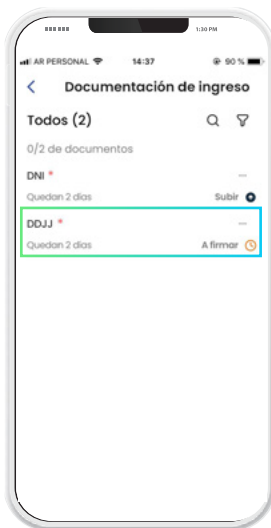 1:30 PM
AR PERSONAL 14:37 90 %
Documentación de ingreso
Todos (2)
0/2 de documentos
DNI * ...
Quedan 2 días Subir
DDJJ * ...
Quedan 2 días A firmar